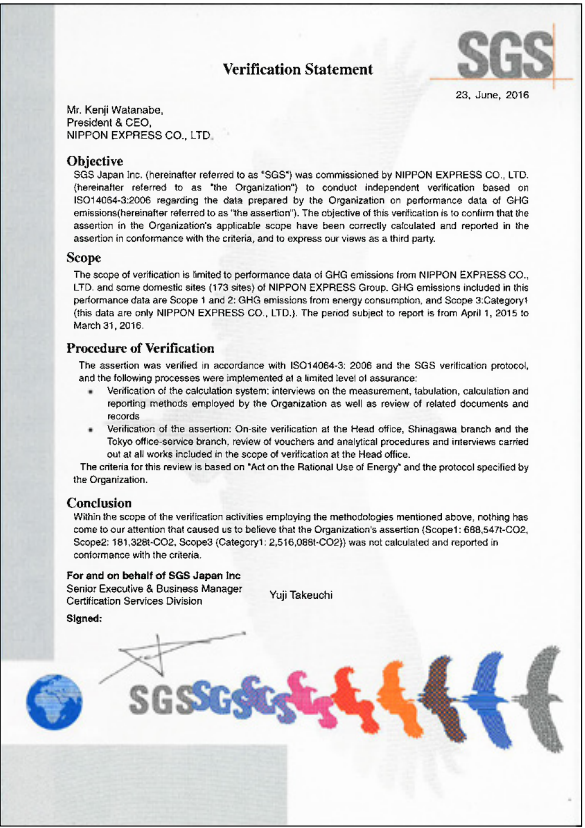 SGS
Verification Statement
23, June, 2016
Mr. Kenji Watanabe,
President & CEO,
NIPPON EXPRESS CO., LTD.
Objective
SGS Japan Inc. (hereinafter referred to as "SGS") was commissioned by NIPPON EXPRESS CO., LTD.
(hereinafter referred to as "the Organization") to conduct independent verification based on
ISO14064-3:2006 regarding the data prepared by the Organization on performance data of GHG
emissions(hereinafter referred to as "the assertion"). The objective of this verification is to confirm that the
assertion in the Organization's applicable scope have been correctly calculated and reported in the
assertion in conformance with the criteria, and to express our views as a third party.
Scope
The scope of verification is limited to performance data of GHG emissions from NIPPON EXPRESS CO.,
LTD. and some domestic sites (173 sites) of NIPPON EXPRESS Group. GHG emissions included in this
performance data are Scope 1 and 2: GHG emissions from energy consumption, and Scope 3:Category1
(this data are only NIPPON EXPRESS CO., LTD.). The period subject to report is from April 1, 2015 to
March 31, 2016.
Procedure of Verification
The assertion was verified in accordance with ISO14064-3: 2006 and the SGS verification protocol,
and the following processes were implemented at a limited level of assurance:
• Verification of the calculation system: interviews on the measurement, tabulation, calculation and
reporting methods employed by the Organization as well as review of related documents and
records
• Verification of the assertion: On-site verification at the Head office, Shinagawa branch and the
Tokyo office-service branch, review of vouchers and analytical procedures and interviews carried
out at all works included in the scope of verification at the Head office.
The criteria for this review is based on "Act on the Rational Use of Energy" and the protocol specified by
the Organization.
Conclusion
Within the scope of the verification activities employing the methodologies mentioned above, nothing has
come to our attention that caused us to believe that the Organization's assertion (Scope1: 688,547t-CO2,
Scope2: 181,328t-CO2, Scope3 (Category1: 2,516,086t-CO2)) was not calculated and reported in
conformance with the criteria.
For and on behalf of SGS Japan Inc
Senior Executive & Business Manager
Certification Services Division
Yuji Takeuchi
Signed:
SGSSGS